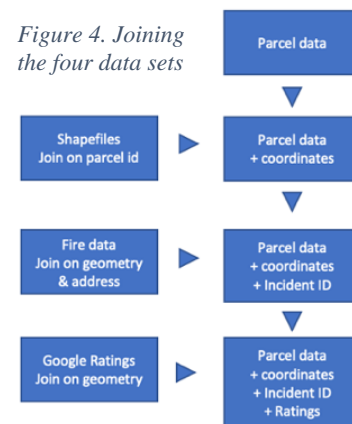 Figure 4. Joining
the four data sets
Parcel data
Shapefiles
Join on parcel id
Parcel data
+ coordinates
Fire data
Join on geometry
& address
Parcel data
+ coordinates
+ Incident ID
Google Ratings
Join on geometry
Parcel data
+ coordinates
+ Incident ID
+ Ratings